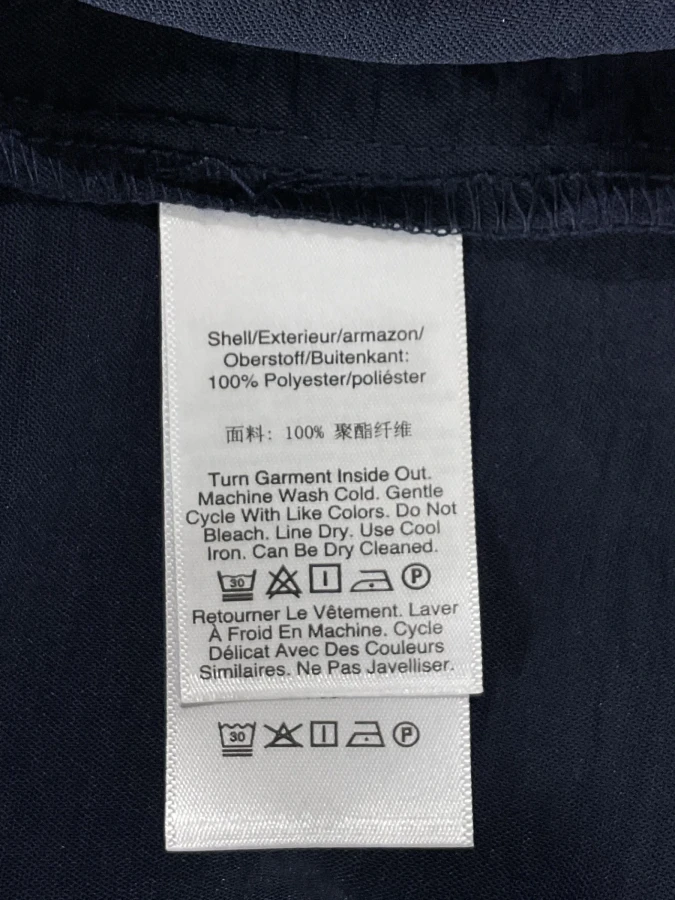 Shell/Exterieur/armazon/
Oberstoff/Buitenkant:
100% Polyester/poliéster
面料: 100% 聚酯纤维
Turn Garment Inside Out.
Machine Wash Cold. Gentle
Cycle With Like Colors. Do Not
Bleach. Line Dry. Use Cool
Iron. Can Be Dry Cleaned.
30 P
Retourner Le Vêtement. Laver
À Froid En Machine. Cycle
Délicat Avec Des Couleurs
Similaires. Ne Pas Javelliser.
30 P